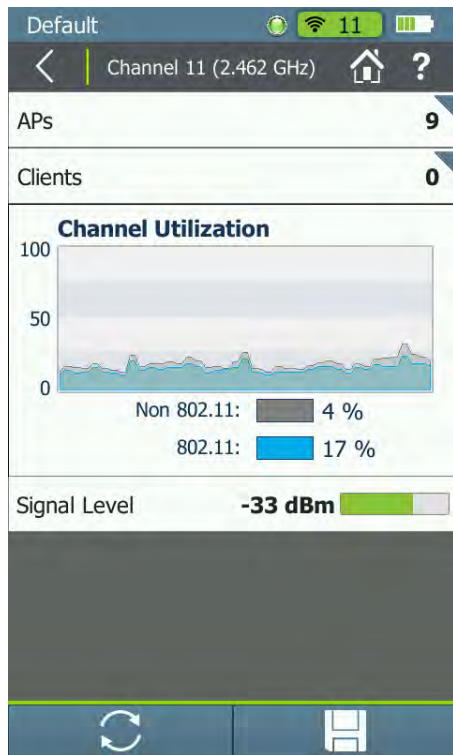 Default 11
Channel 11 (2.462 GHz) ?
APs 9
Clients 0
Channel Utilization
100
50
0
Non 802.11: 4 %
802.11: 17 %
Signal Level -33 dBm